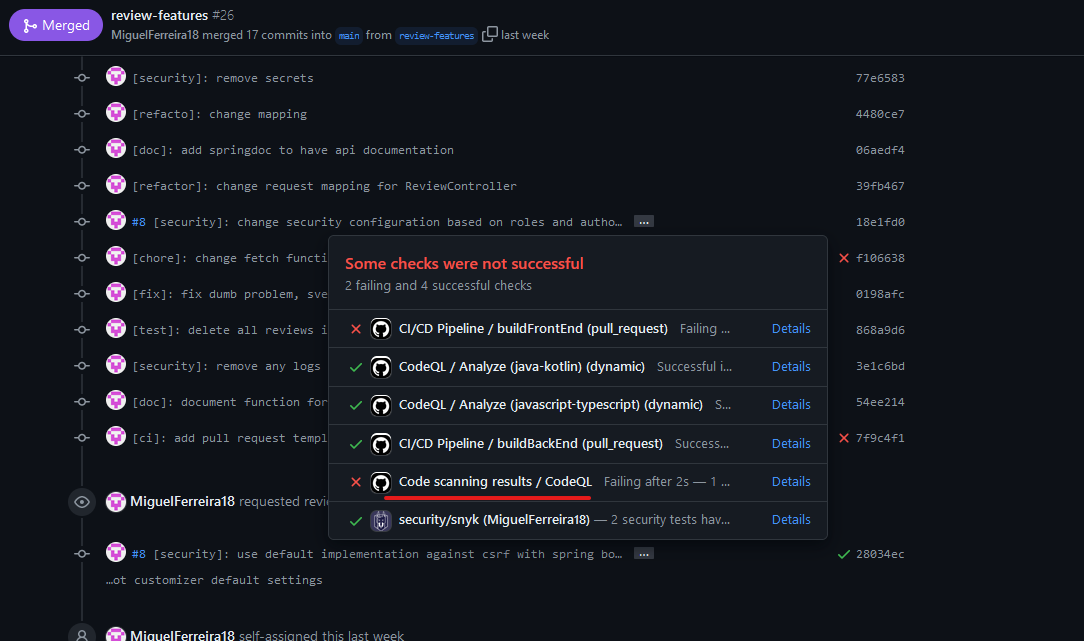 Merged
review-features #26
MiguelFerreira18 merged 17 commits into main from review-features last week
[security]: remove secrets 77e6583
[refacto]: change mapping 4480ce7
[doc]: add springdoc to have api documentation 06aedf4
[refactor]: change request mapping for ReviewController 39fb467
#8 [security]: change security configuration based on roles and autho… … 18e1fd0
[chore]: change fetch functi f106638
[fix]: fix dumb problem, sve 0198afc
[test]: delete all reviews i 868a9d6
[security]: remove any logs 3e1c6bd
[doc]: document function for 54ee214
[ci]: add pull request templ 7f9c4f1
Some checks were not successful
2 failing and 4 successful checks
CI/CD Pipeline / buildFrontEnd (pull_request) Failing ... Details
CodeQL / Analyze (java-kotlin) (dynamic) Successful i... Details
CodeQL / Analyze (javascript-typescript) (dynamic) S... Details
CI/CD Pipeline / buildBackEnd (pull_request) Success... Details
Code scanning results / CodeQL Failing after 2s — 1 ... Details
security/snyk (MiguelFerreira18) — 2 security tests hav... Details
MiguelFerreira18 requested revi
#8 [security]: use default implementation against csrf with spring bo… … 28034ec
…ot customizer default settings
MiguelFerreira18 self-assigned this last week